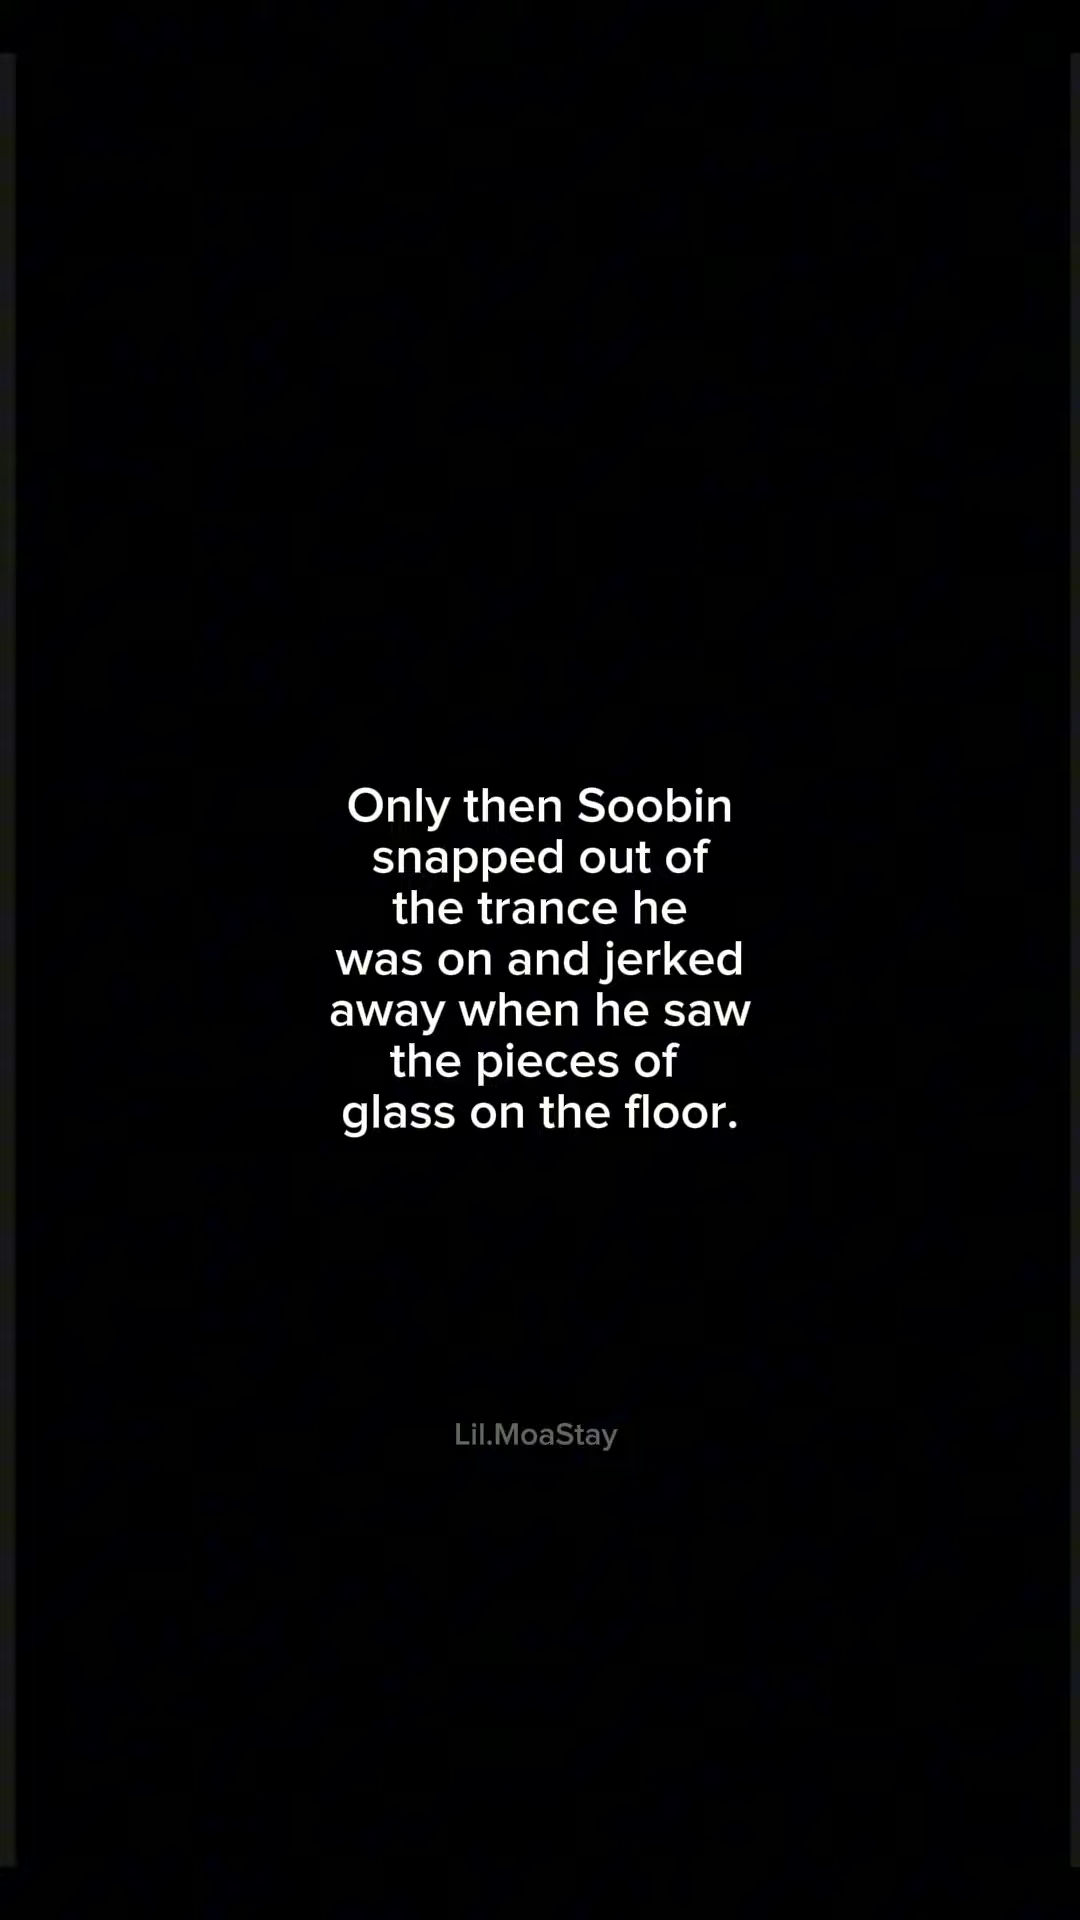 Only then Soobin
snapped out of
the trance he
was on and jerked
away when he saw
the pieces of
glass on the floor.
Lil.MoaStay